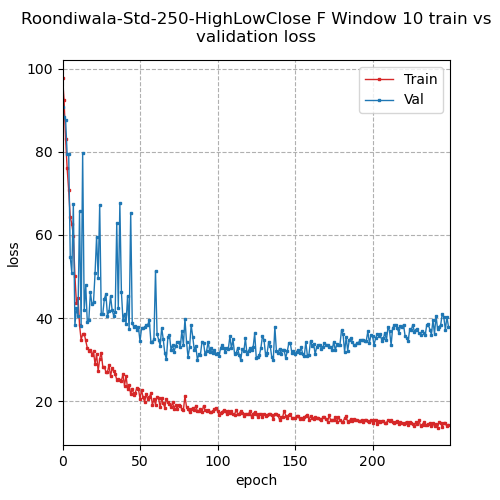 Roondiwala-Std-250-HighLowClose F Window 10 train vs
validation loss
Train
Val
100
80
60
40
20
loss
0 50 100 150 200
epoch